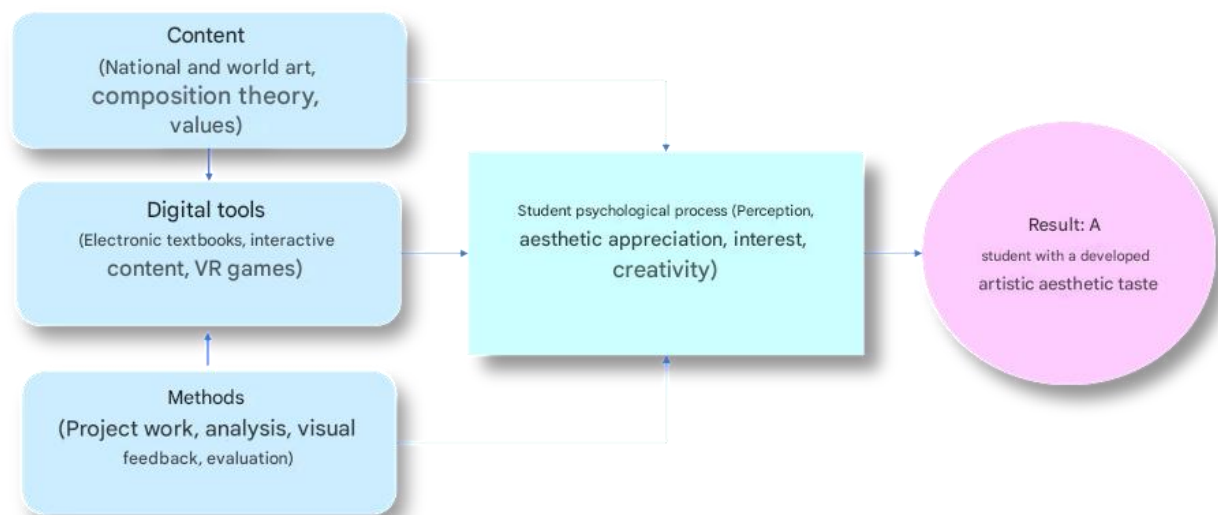 Content
(National and world art,
composition theory,
values)
Digital tools
(Electronic textbooks, interactive
content, VR games)
Methods
(Project work, analysis, visual
feedback, evaluation)
Student psychological process (Perception,
aesthetic appreciation, interest,
creativity)
Result: A
student with a developed
artistic aesthetic taste